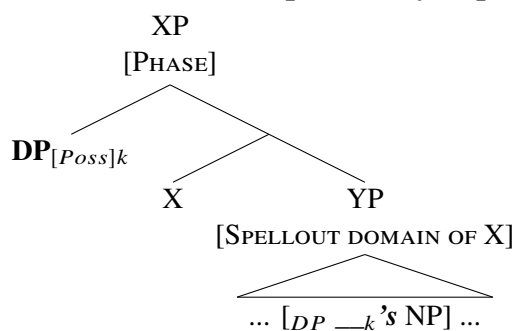 XP
[PHASE]
DP[Poss]k
X YP
[SPELLOUT DOMAIN OF X]
... [DP __k's NP] ...